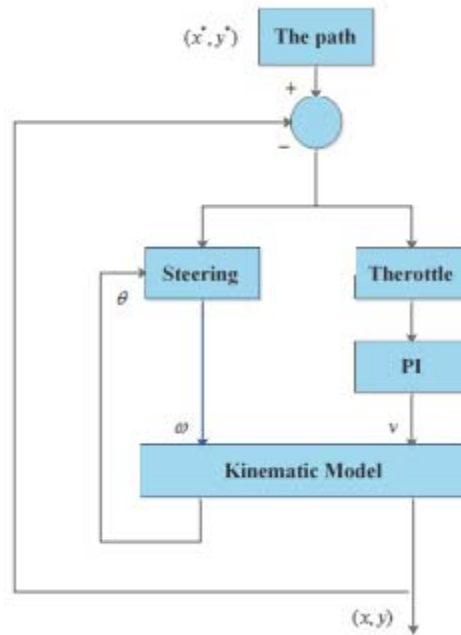 (x*, y*)
The path
+
−
Steering
Therottle
θ
PI
ω
v
Kinematic Model
(x, y)